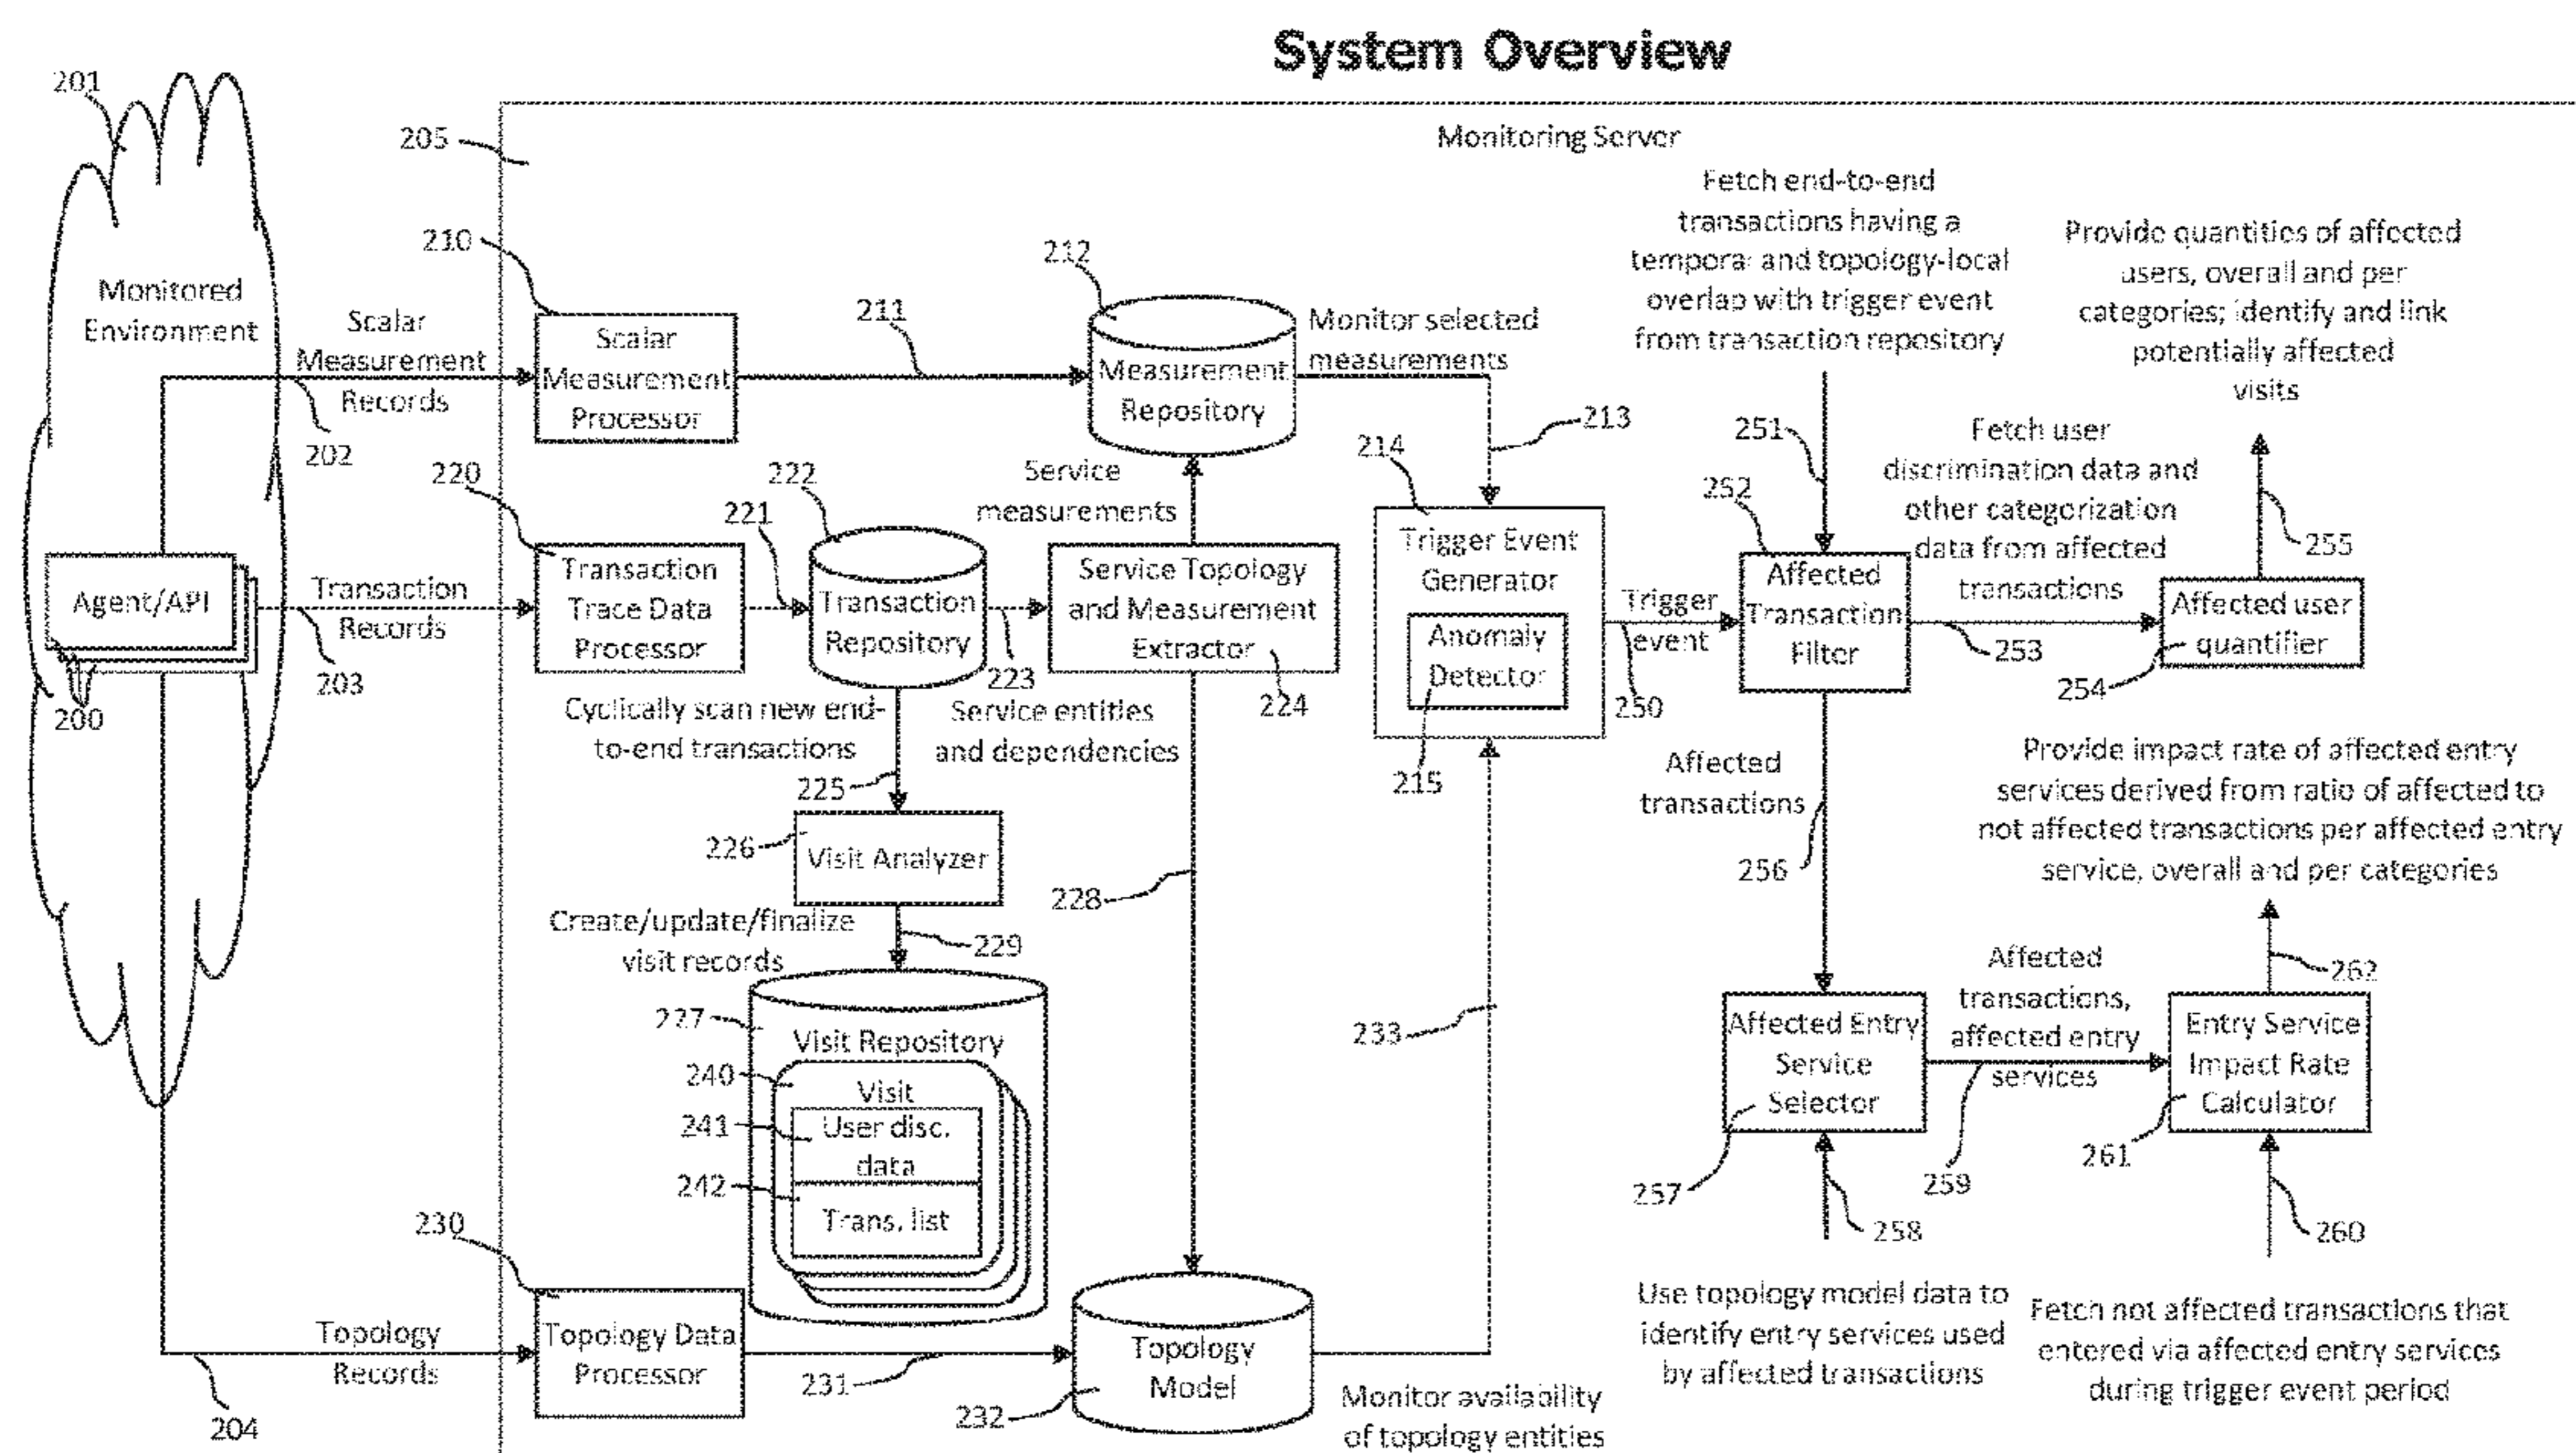 System Overview
201
205
Monitoring Server
Monitored
Environment
Scalar
Measurement
Records
202
210
Scalar
Measurement
Processor
211
212
Measurement
Repository
Monitor selected
measurements
213
Fetch end-to-end
transactions having a
temporal and topology-local
overlap with trigger event
from transaction repository
251
Provide quantities of affected
users, overall and per
categories; identify and link
potentially affected
visits
255
Agent/API
200
Transaction
Records
203
220
Transaction
Trace Data
Processor
221
222
Transaction
Repository
223
Service
measurements
Service Topology
and Measurement
Extractor
224
214
Trigger Event
Generator
Anomaly
Detector
215
Trigger
event
250
252
Affected
Transaction
Filter
Fetch user
discrimination data and
other categorization
data from affected
transactions
253
Affected user
quantifier
254
Cyclically scan new end-
to-end transactions
225
Service entities
and dependencies
226
Visit Analyzer
228
Create/update/finalize
visit records
229
227
Visit Repository
240
Visit
241
User disc.
data
242
Trans. list
233
Affected
transactions
256
Provide impact rate of affected entry
services derived from ratio of affected to
not affected transactions per affected entry
service, overall and per categories
262
Affected Entry
Service
Selector
257
Affected
transactions,
affected entry
services
259
Entry Service
Impact Rate
Calculator
261
258
260
Use topology model data to
identify entry services used
by affected transactions
Fetch not affected transactions that
entered via affected entry services
during trigger event period
Topology
Records
204
230
Topology Data
Processor
231
Topology
Model
232
Monitor availability
of topology entities